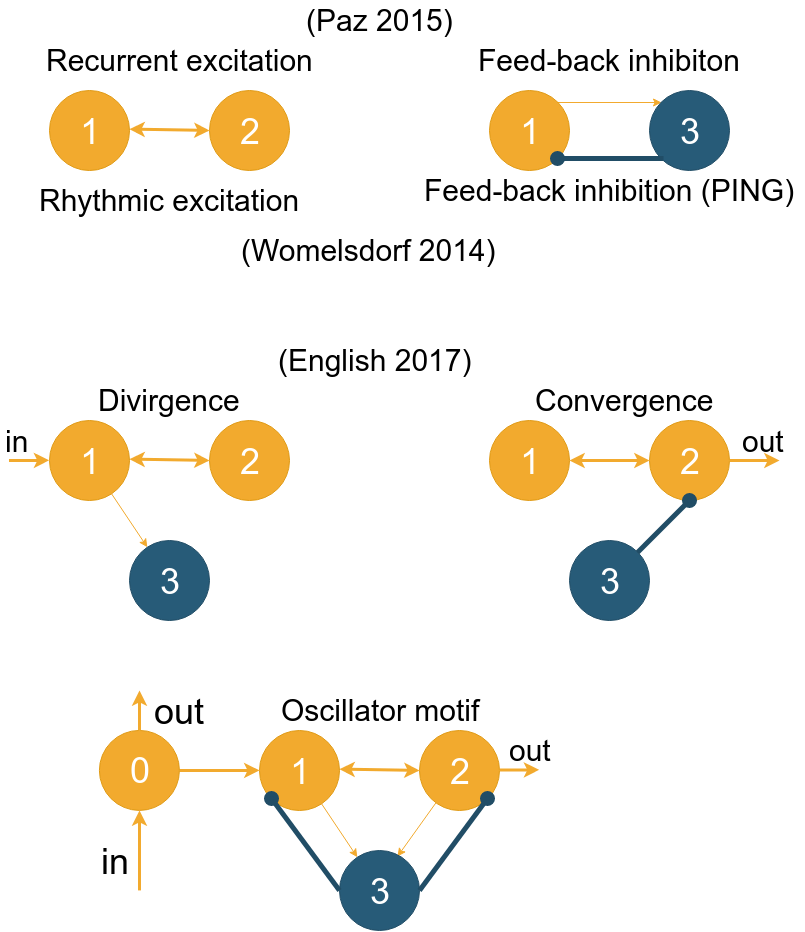 (Paz 2015)
Recurrent excitation
Feed-back inhibiton
1
2
1
3
Rhythmic excitation
Feed-back inhibition (PING)
(Womelsdorf 2014)
(English 2017)
Divirgence
Convergence
in
1
2
1
2
out
3
3
out
Oscillator motif
0
1
2
out
in
3